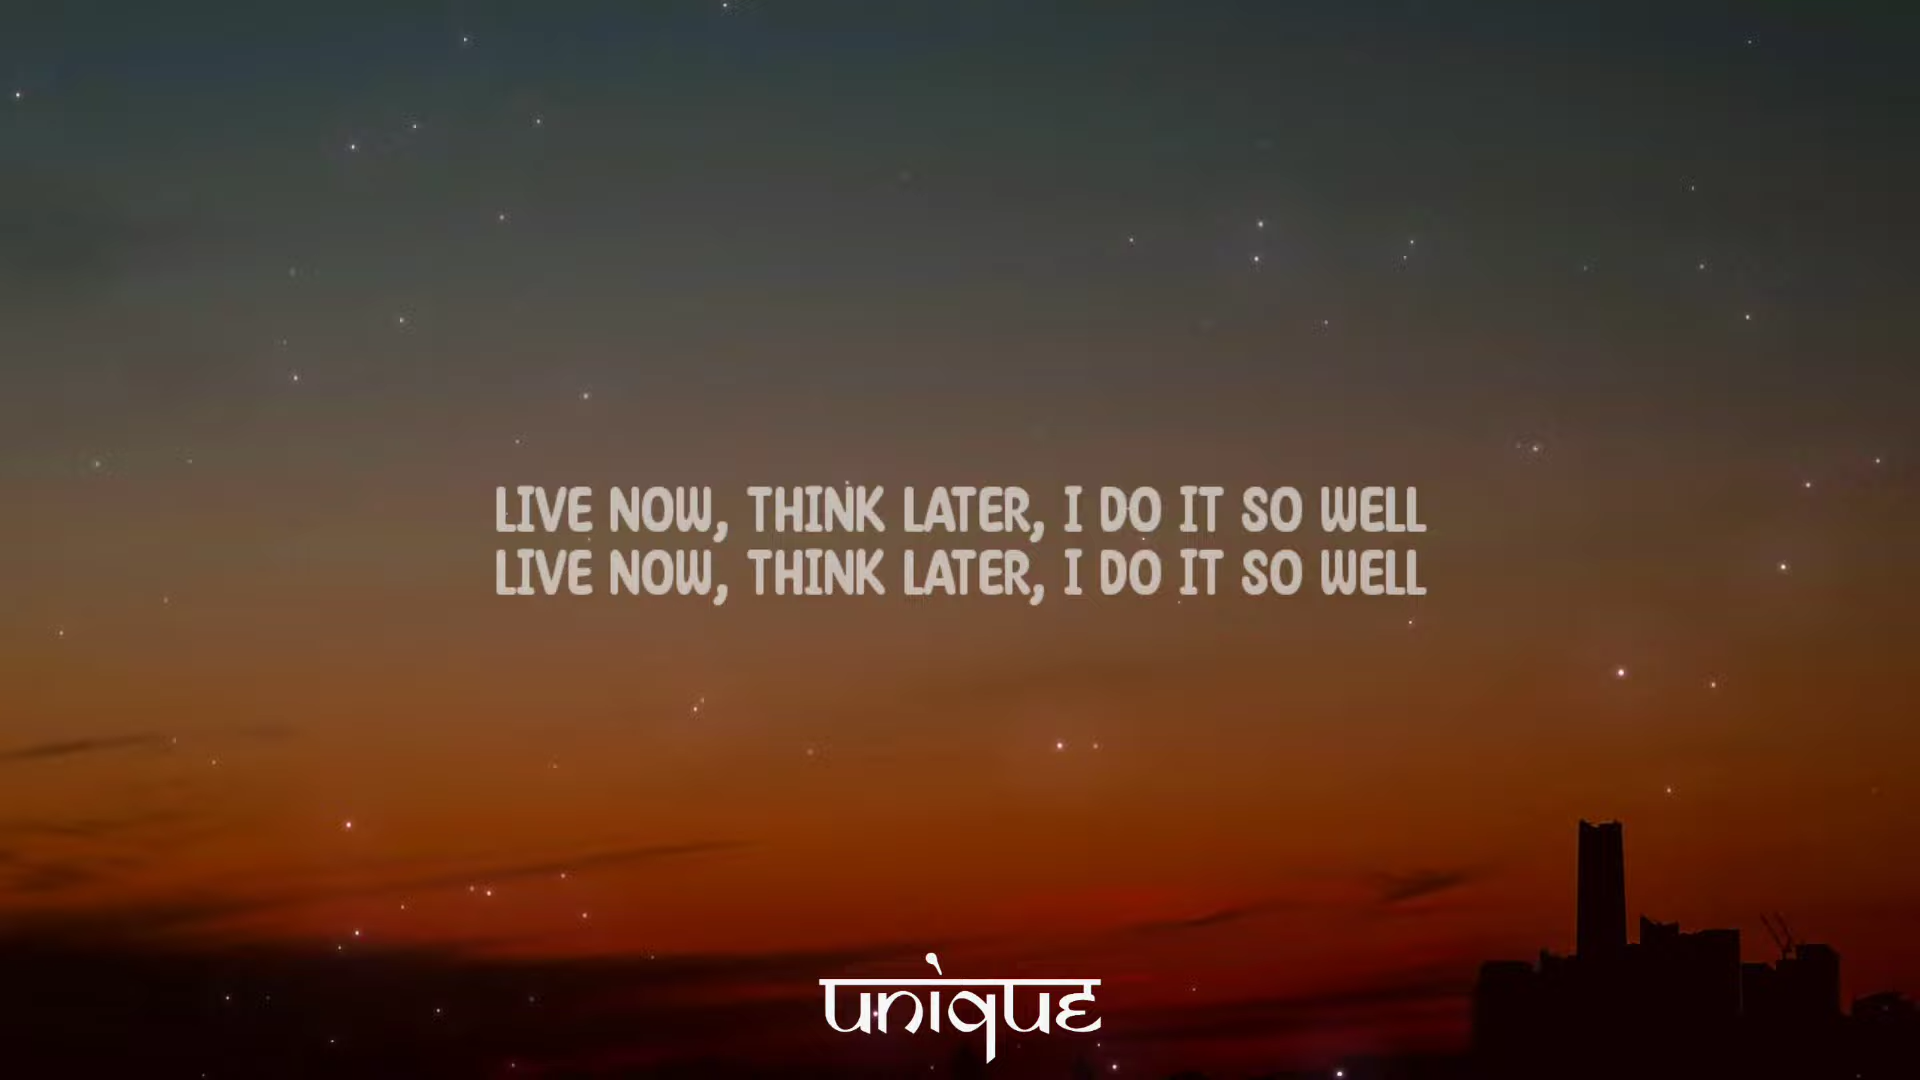 LIVE NOW, THINK LATER, I DO IT SO WELL
LIVE NOW, THINK LATER, I DO IT SO WELL
unique